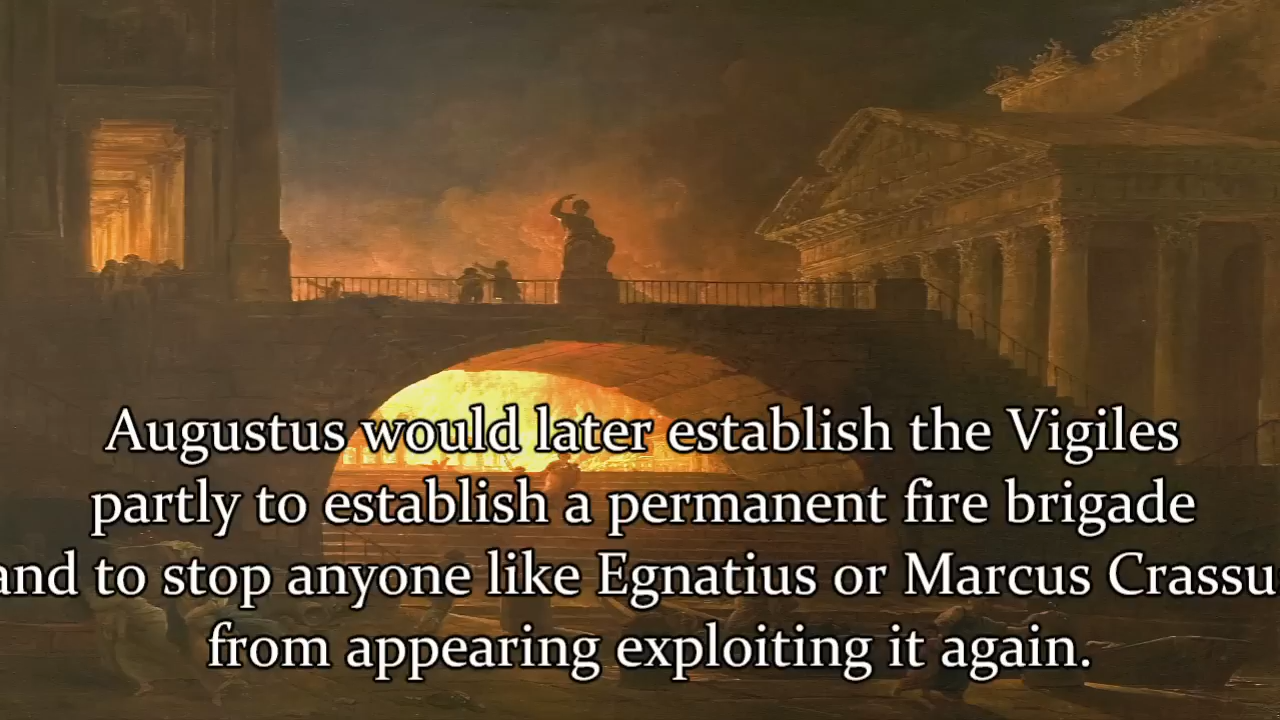 Augustus would later establish the Vigiles
partly to establish a permanent fire brigade
and to stop anyone like Egnatius or Marcus Crassu
from appearing exploiting it again.